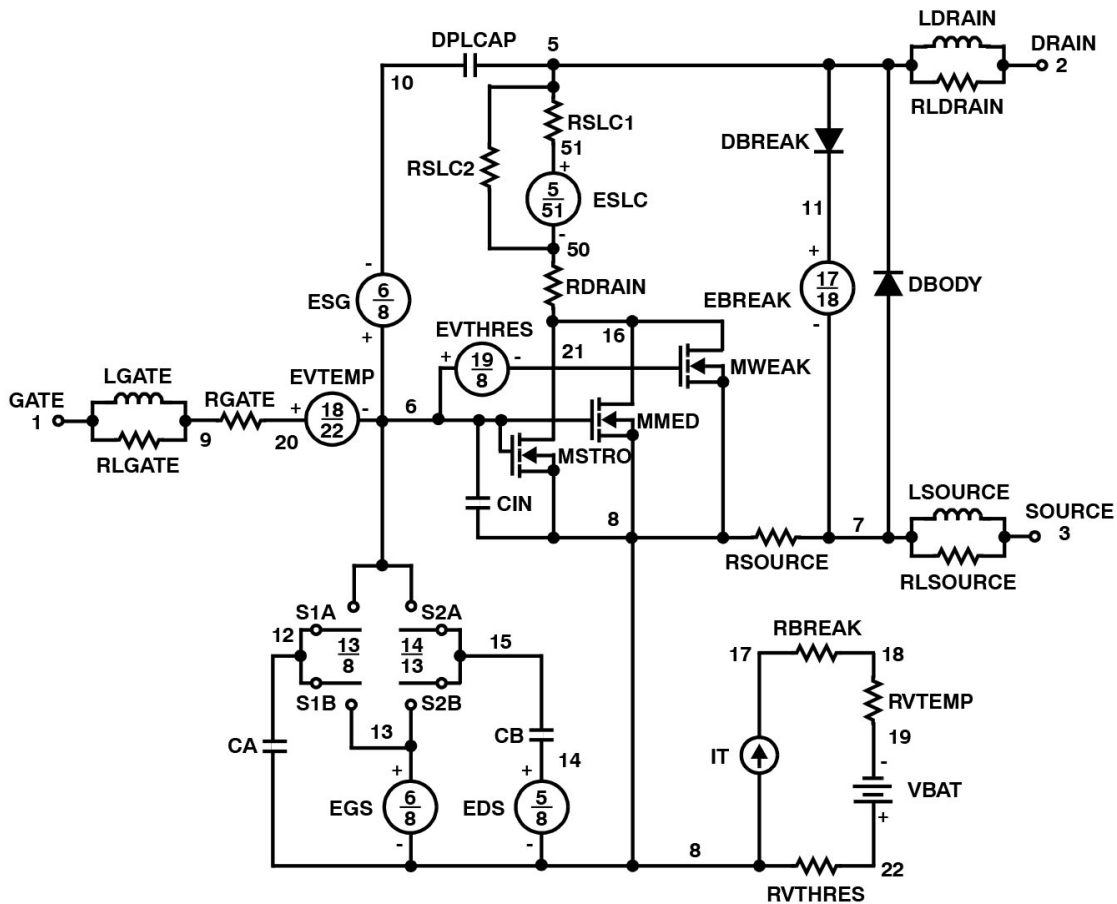 LDRAIN
DPLCAP
5
DRAIN
2
10
RLDRAIN
RSLC1
51
DBREAK
RSLC2
+
5
51
ESLC
-
11
-
50
+
6
8
ESG
RDRAIN
EBREAK
17
18
DBODY
+
EVTHRES
16
-
+
19
8
-
21
MWEAK
LGATE
EVTEMP
GATE
1
RGATE
+
18
22
-
6
MMED
9
20
RLGATE
MSTRO
CIN
LSOURCE
8
7
SOURCE
3
RSOURCE
RLSOURCE
S1A
S2A
12
13
8
14
13
15
RBREAK
17
18
S1B
S2B
RVTEMP
13
CB
19
CA
14
IT
-
VBAT
+
+
EGS
6
8
EDS
5
8
+
-
-
8
22
RVTHRES